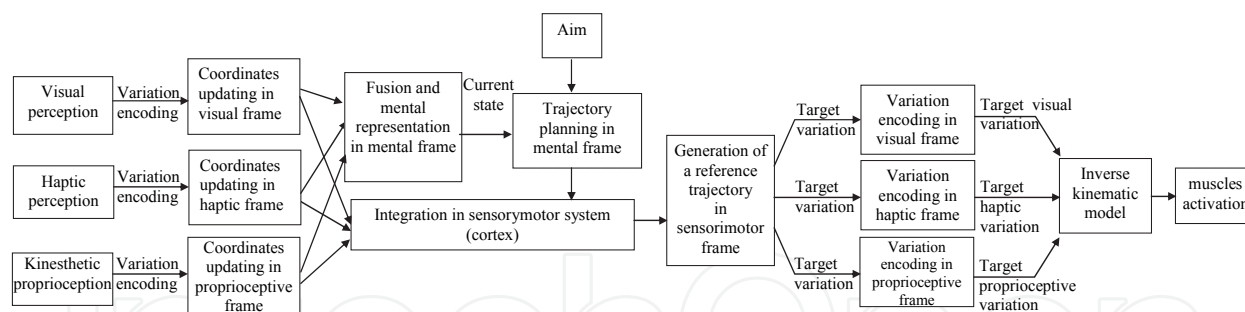 Aim
Visual
perception
Variation
encoding
Coordinates
updating in
visual frame
Fusion and
mental
representation
in mental frame
Current
state
Trajectory
planning in
mental frame
Haptic
perception
Variation
encoding
Coordinates
updating in
haptic frame
Integration in sensorymotor system
(cortex)
Kinesthetic
proprioception
Variation
encoding
Coordinates
updating in
proprioceptive
frame
Generation of
a reference
trajectory
in
sensorimotor
frame
Target
variation
Variation
encoding in
visual frame
Target visual
variation
Target
variation
Variation
encoding in
haptic frame
Target
haptic
variation
Target
variation
Variation
encoding in
proprioceptive frame
Target
proprioceptive
variation
Inverse
kinematic
model
muscles
activation